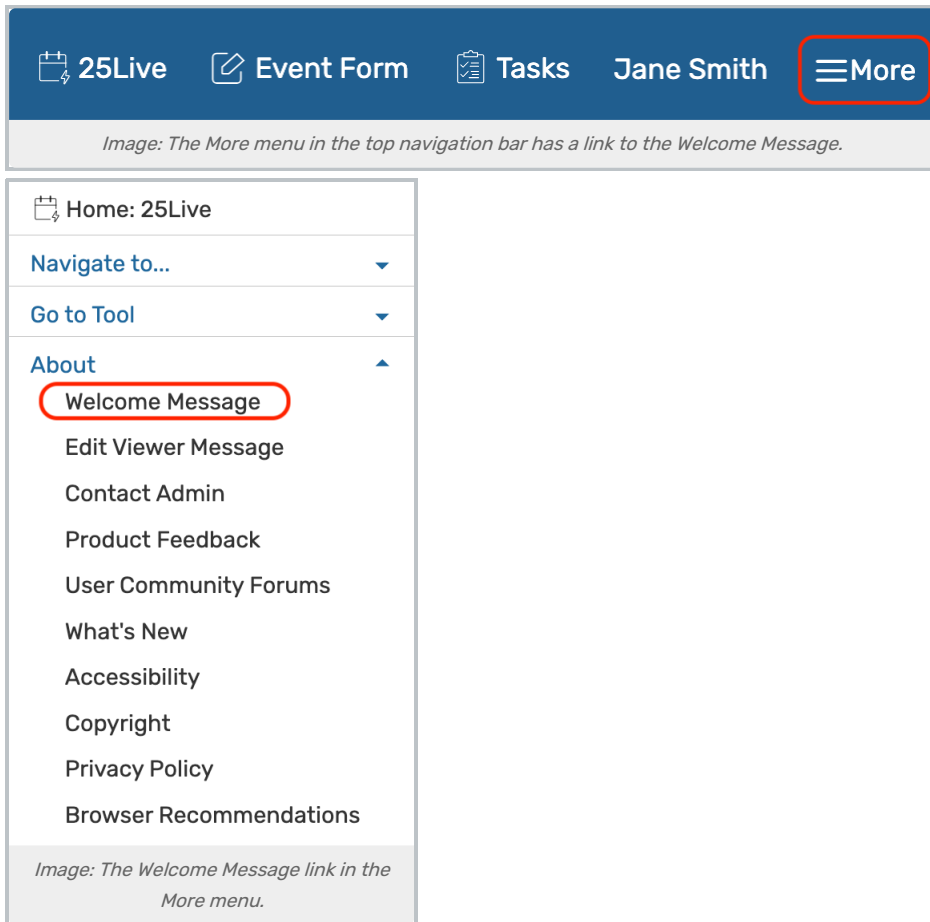 25Live Event Form Tasks Jane Smith More
Image: The More menu in the top navigation bar has a link to the Welcome Message.
Home: 25Live
Navigate to...
Go to Tool
About
Welcome Message
Edit Viewer Message
Contact Admin
Product Feedback
User Community Forums
What's New
Accessibility
Copyright
Privacy Policy
Browser Recommendations
Image: The Welcome Message link in the
More menu.